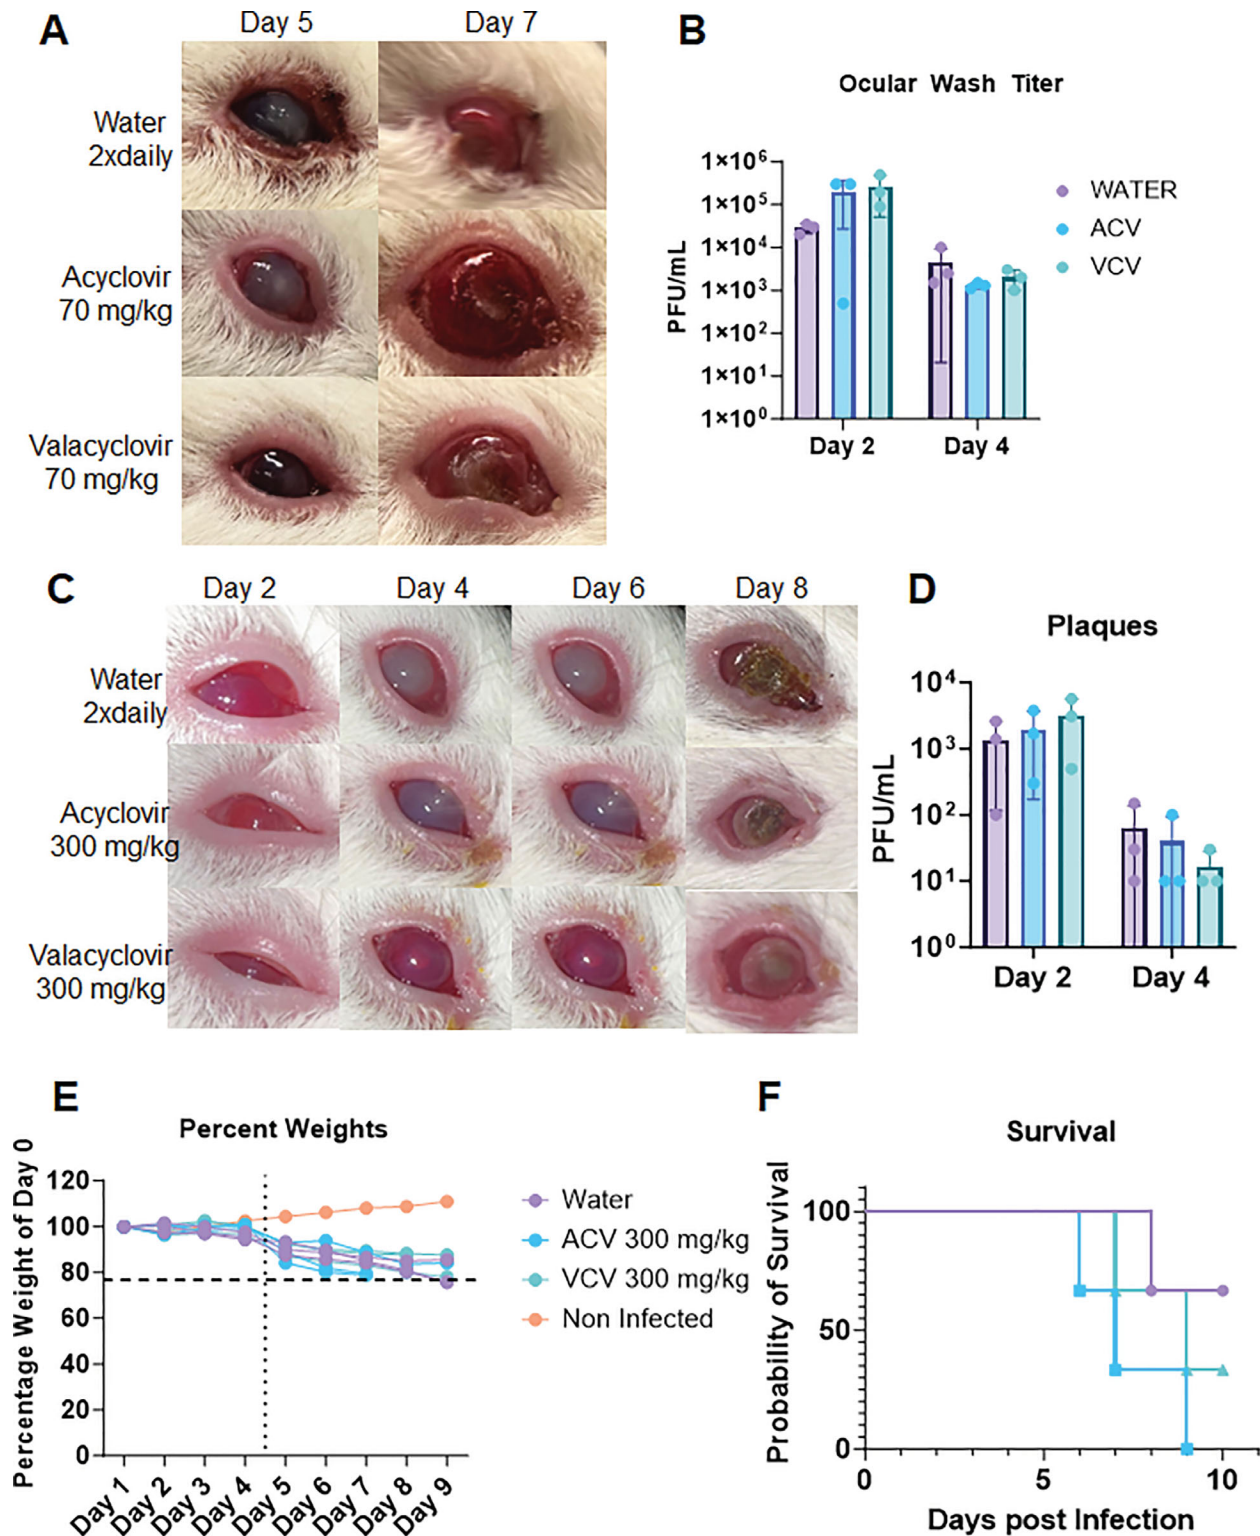 A
Day 5
Day 7
Water
2xdaily
Acyclovir
70 mg/kg
Valacyclovir
70 mg/kg
B
Ocular Wash Titer
PFU/mL
1×10⁶
1×10⁵
1×10⁴
1×10³
1×10²
1×10¹
1×10⁰
Day 2
Day 4
WATER
ACV
VCV
C
Day 2
Day 4
Day 6
Day 8
Water
2xdaily
Acyclovir
300 mg/kg
Valacyclovir
300 mg/kg
D
Plaques
PFU/mL
10⁴
10³
10²
10¹
10⁰
Day 2
Day 4
E
Percent Weights
Percentage Weight of Day 0
120
100
80
60
40
20
0
Day 1
Day 2
Day 3
Day 4
Day 5
Day 6
Day 7
Day 8
Day 9
Water
ACV 300 mg/kg
VCV 300 mg/kg
Non Infected
F
Survival
Probability of Survival
100
50
0
0
5
10
Days post Infection